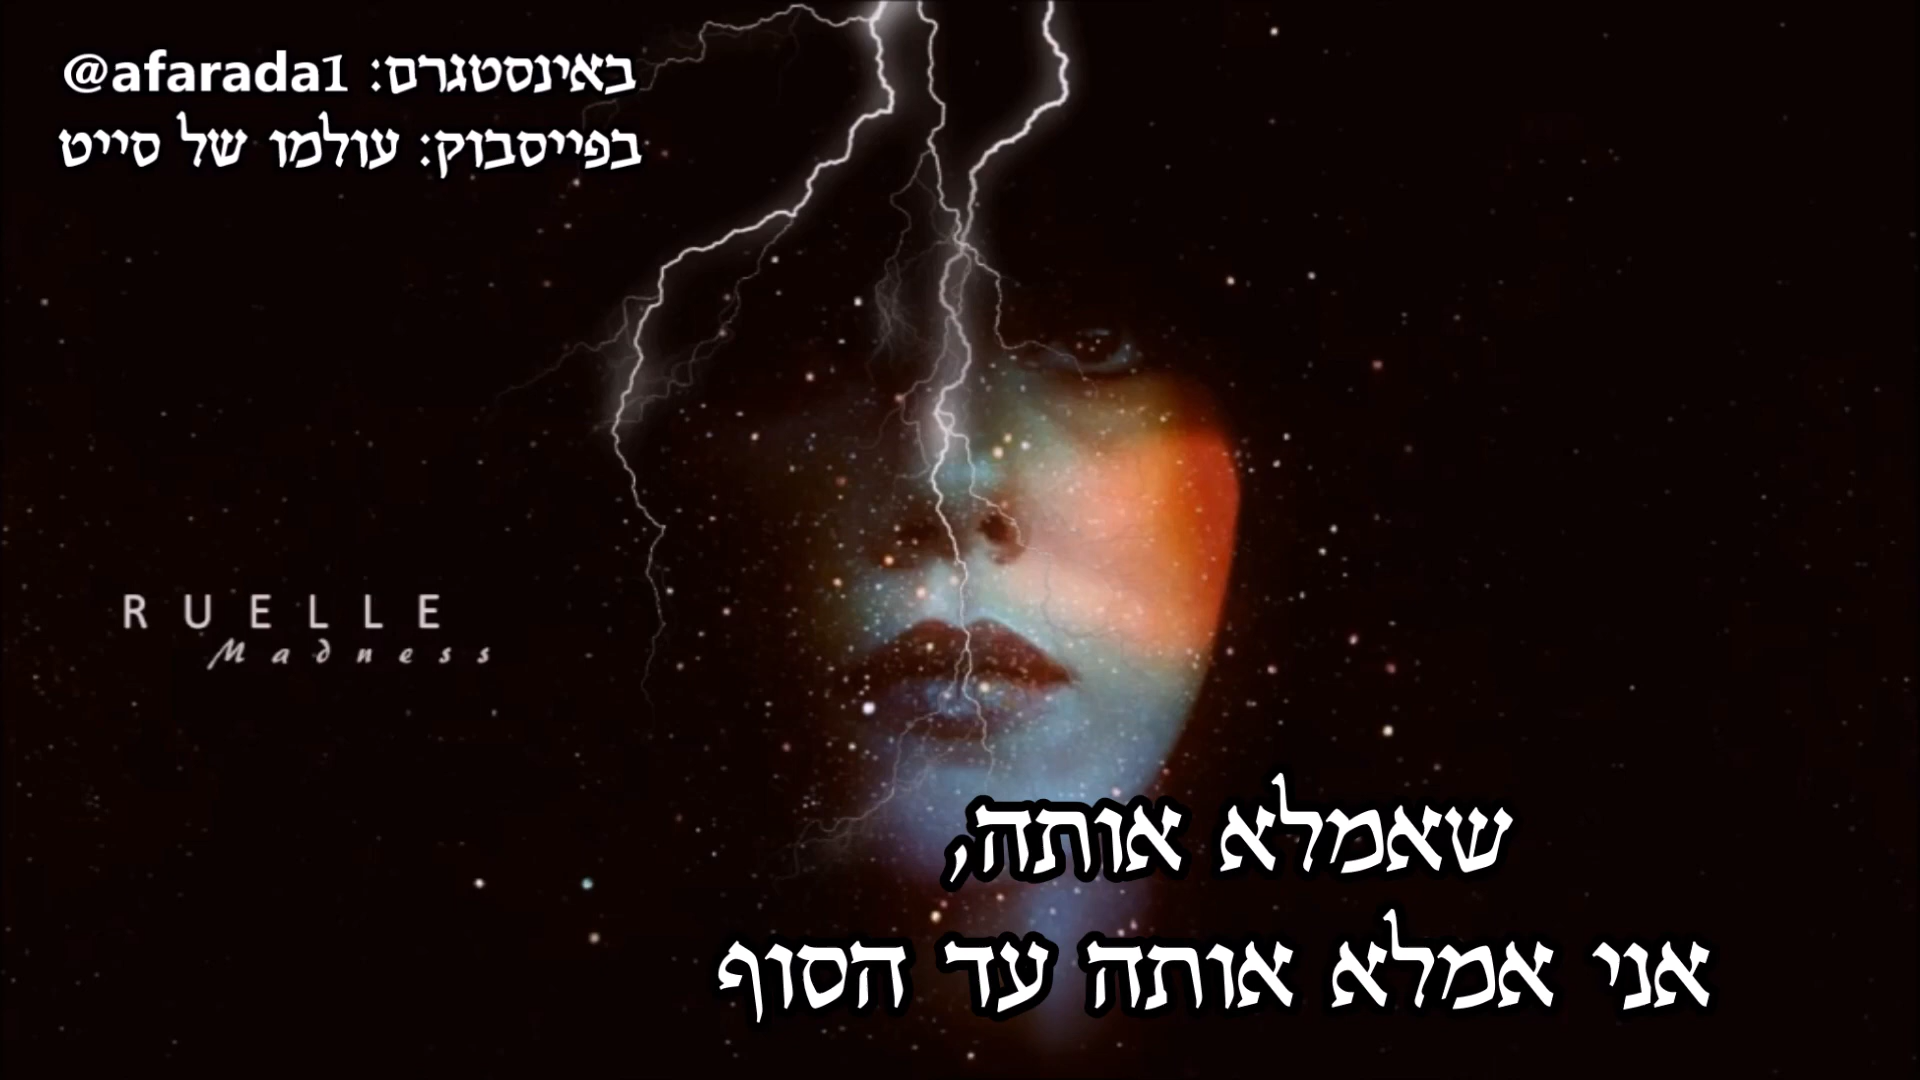 באינסטגרם: @afarada1
בפייסבוק: עולמו של סייט
RUELLE
Madness
שאמלא אותה,
אני אמלא אותה עד הסוף